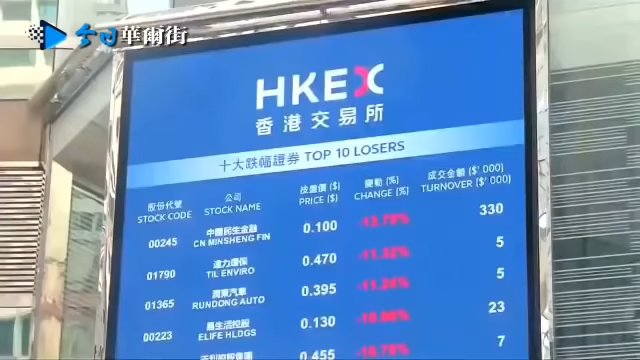 今日華爾街
HKEX
香港交易所
十大跌幅證券 TOP 10 LOSERS
股份代號 公司 按盤價 ($) 變動 (%) 成交金額 ($' 000)
STOCK CODE STOCK NAME PRICE ($) CHANGE (%) TURNOVER ($' 000)
中國民生金融
00245 CN MINSHENG FIN 0.100 -13.79% 330
達力環保
01790 TIL ENVIRO 0.470 -11.32% 5
潤東汽車
01365 RUNDONG AUTO 0.395 -11.24% 5
易生活控股
00223 ELIFE HLDGS 0.130 23
0.455 7